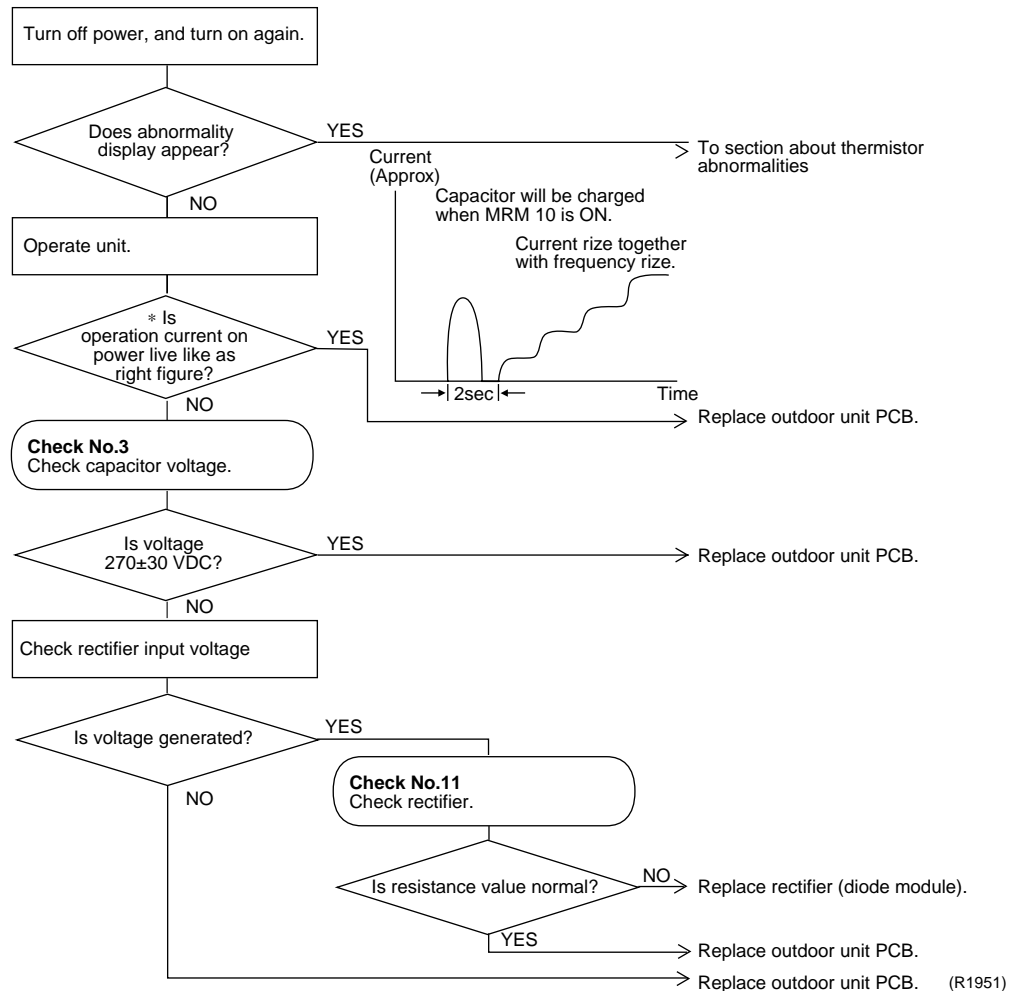 Turn off power, and turn on again.
Does abnormality
display appear?
YES
To section about thermistor
abnormalities
NO
Current
(Approx)
Capacitor will be charged
when MRM 10 is ON.
Current rize together
with frequency rize.
2sec
Time
Operate unit.
* Is
operation current on
power live like as
right figure?
YES
Replace outdoor unit PCB.
NO
Check No.3
Check capacitor voltage.
Is voltage
270±30 VDC?
YES
Replace outdoor unit PCB.
NO
Check rectifier input voltage
Is voltage generated?
YES
NO
Check No.11
Check rectifier.
Is resistance value normal?
NO
Replace rectifier (diode module).
YES
Replace outdoor unit PCB.
Replace outdoor unit PCB.
(R1951)